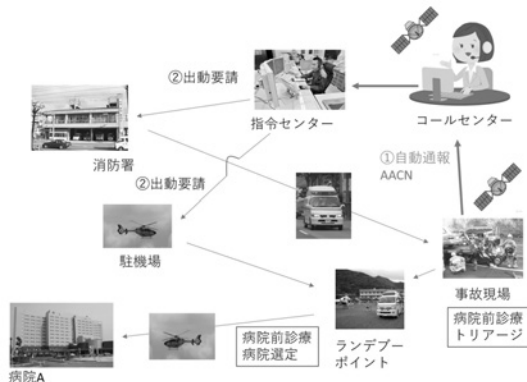 ②出動要請
指令センター
コールセンター
消防署
①自動通報
AACN
②出動要請
駐機場
事故現場
病院前診療
トリアージ
ランデブー
ポイント
病院前診療
病院選定
病院A